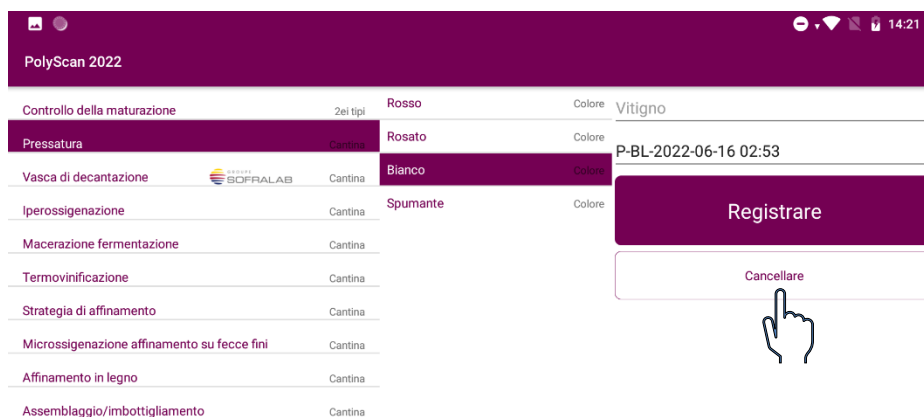 14:21
PolyScan 2022
Controllo della maturazione 2ei tipi
Pressatura Cantina
Vasca di decantazione GROUPE SOFRALAB Cantina
Iperossigenazione Cantina
Macerazione fermentazione Cantina
Termovinificazione Cantina
Strategia di affinamento Cantina
Microssigenazione affinamento su fecce fini Cantina
Affinamento in legno Cantina
Assemblaggio/imbottigliamento Cantina
Rosso Colore
Rosato Colore
Bianco Colore
Spumante Colore
Vitigno
P-BL-2022-06-16 02:53
Registrare
Cancellare